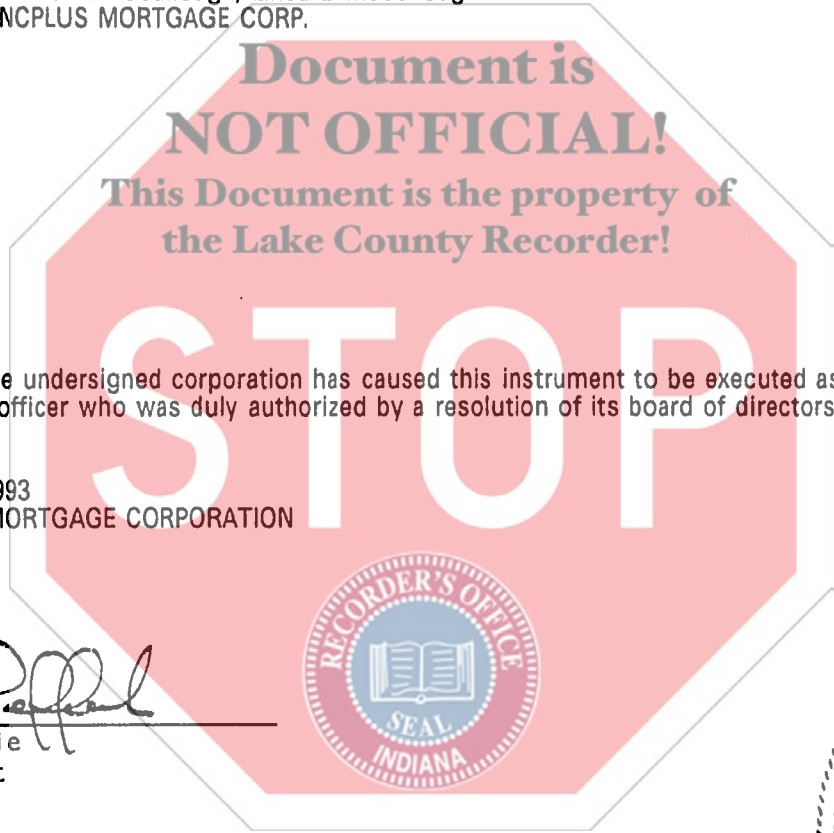 NCPLUS MORTGAGE CORP.
Document is
NOT OFFICIAL!
This Document is the property of
the Lake County Recorder!
STOP
e undersigned corporation has caused this instrument to be executed as
officer who was duly authorized by a resolution of its board of directors
993
ORTGAGE CORPORATION
RECORDER'S OFFICE
SEAL
INDIANA
ie
t